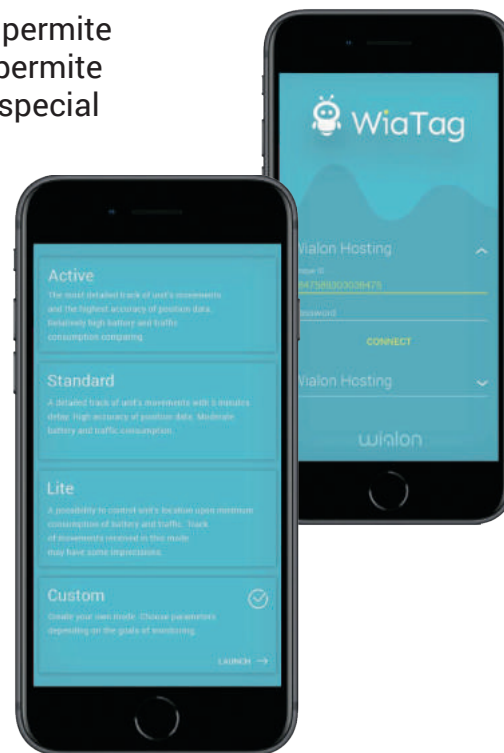 permite
permite
special
WiaTag
Wialon Hosting
Password
CONNECT
Wialon Hosting
wialon
Active
The most detailed track of unit's movements
and the highest accuracy of position data.
Relatively high battery and traffic
consumption comparing.
Standard
A detailed track of unit's movements with 5 minutes
delay. High accuracy of position data. Moderate
battery and traffic consumption.
Lite
A possibility to control unit's location upon minimum
consumption of battery and traffic. Track
of movements received in this mode
may have some imprecisions.
Custom
Create your own mode. Choose parameters
depending on the goals of monitoring.
LAUNCH →